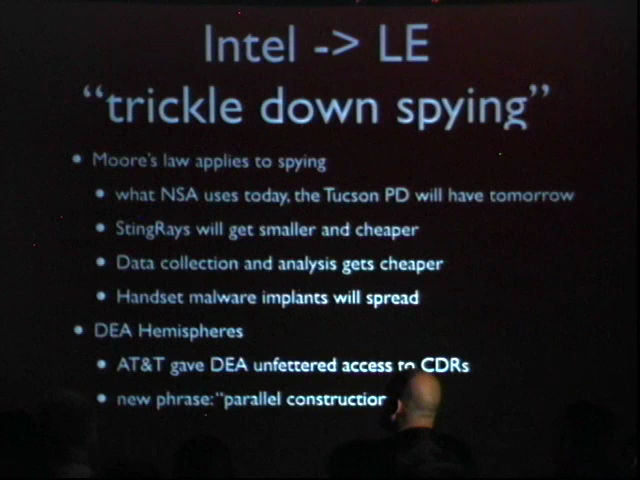 Intel -> LE
“trickle down spying”
• Moore's law applies to spying
• what NSA uses today, the Tucson PD will have tomorrow
• StingRays will get smaller and cheaper
• Data collection and analysis gets cheaper
• Handset malware implants will spread
• DEA Hemispheres
• AT&T gave DEA unfettered access to CDRs
• new phrase: “parallel construction